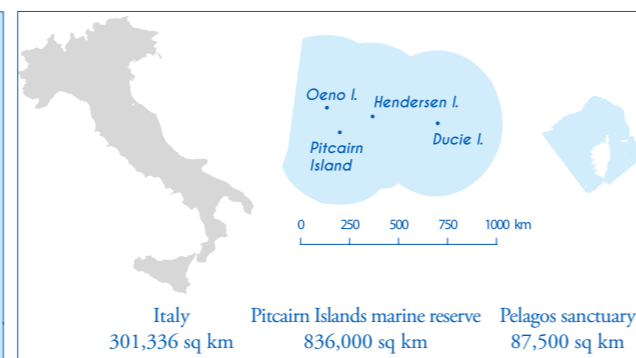 Oeno I.
Hendersen I.
Pitcairn
Island
Ducie I.
0 250 500 750 1000 km
Italy
301,336 sq km
Pitcairn Islands marine reserve
836,000 sq km
Pelagos sanctuary
87,500 sq km